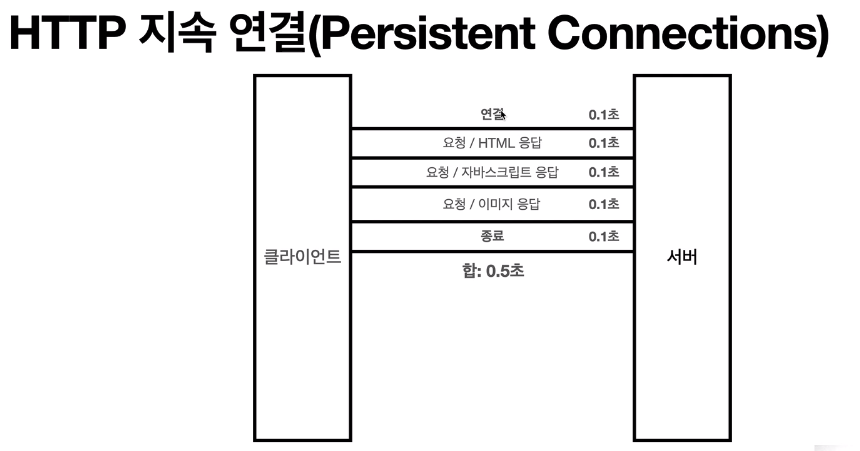 HTTP 지속 연결(Persistent Connections)
연결 0.1초
요청 / HTML 응답 0.1초
요청 / 자바스크립트 응답 0.1초
요청 / 이미지 응답 0.1초
종료 0.1초
클라이언트
서버
합: 0.5초